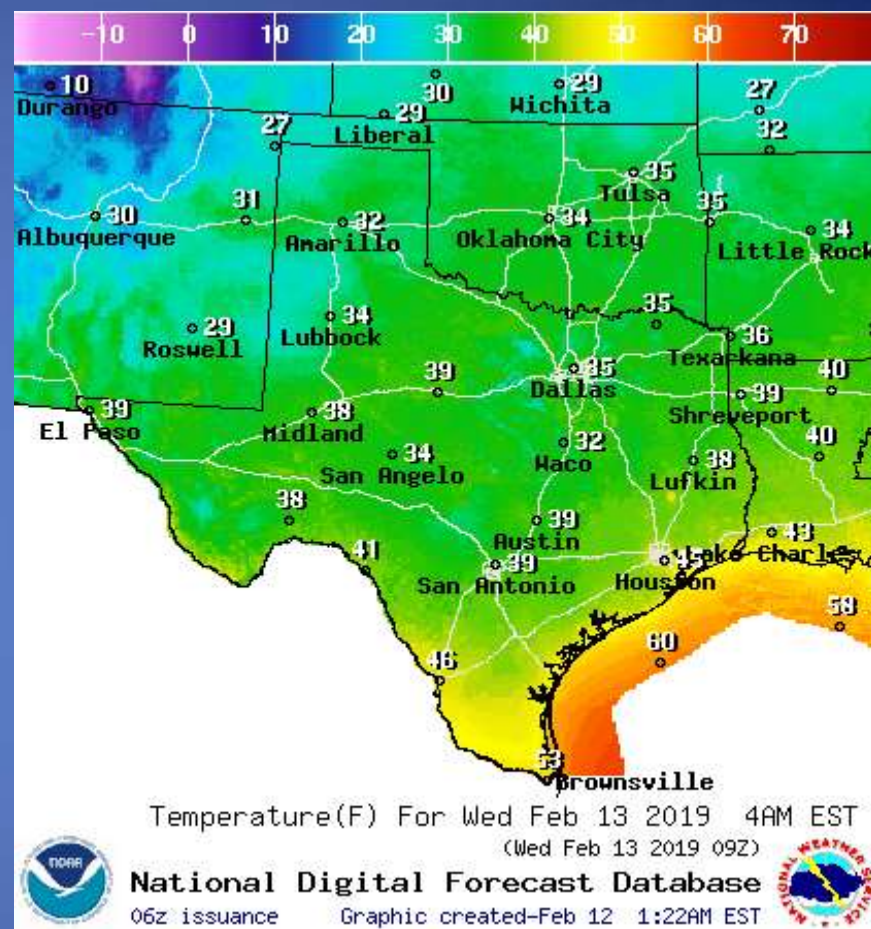 -10 0 10 20 30 40 50 60 70
10
Durango
30
29
Wichita
27
29
Liberal
27
32
35
Tulsa
30
Albuquerque
31
32
Amarillo
34
Oklahoma City
35
34
Little Rock
29
Roswell
34
Lubbock
35
36
Texarkana
39
35
Dallas
40
39
Shreveport
39
El Paso
38
Midland
34
San Angelo
32
Waco
38
Lufkin
40
38
39
Austin
43
Lake Charles
41
39
San Antonio
45
Houston
58
60
46
53
Brownsville
Temperature(F) For Wed Feb 13 2019 4AM EST
(Wed Feb 13 2019 09Z)
NOAA
National Digital Forecast Database
06z issuance Graphic created-Feb 12 1:22AM EST
NATIONAL WEATHER SERVICE